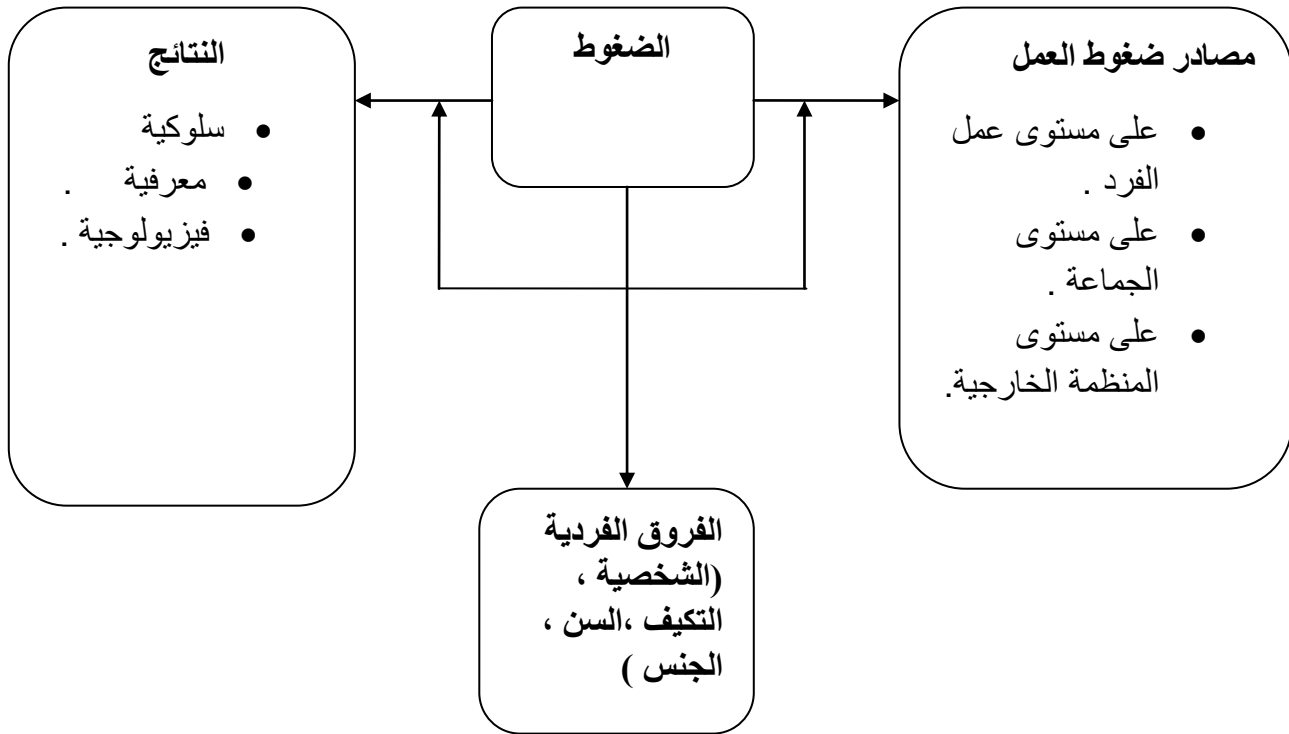 مصادر ضغوط العمل
• على مستوى عمل
الفرد .
• على مستوى
الجماعة .
• على مستوى
المنظمة الخارجية.
الضغوط
النتائج
• سلوكية
• معرفية .
• فيزيولوجية .
الفروق الفردية
(الشخصية ،
التكيف ،السن ،
الجنس )